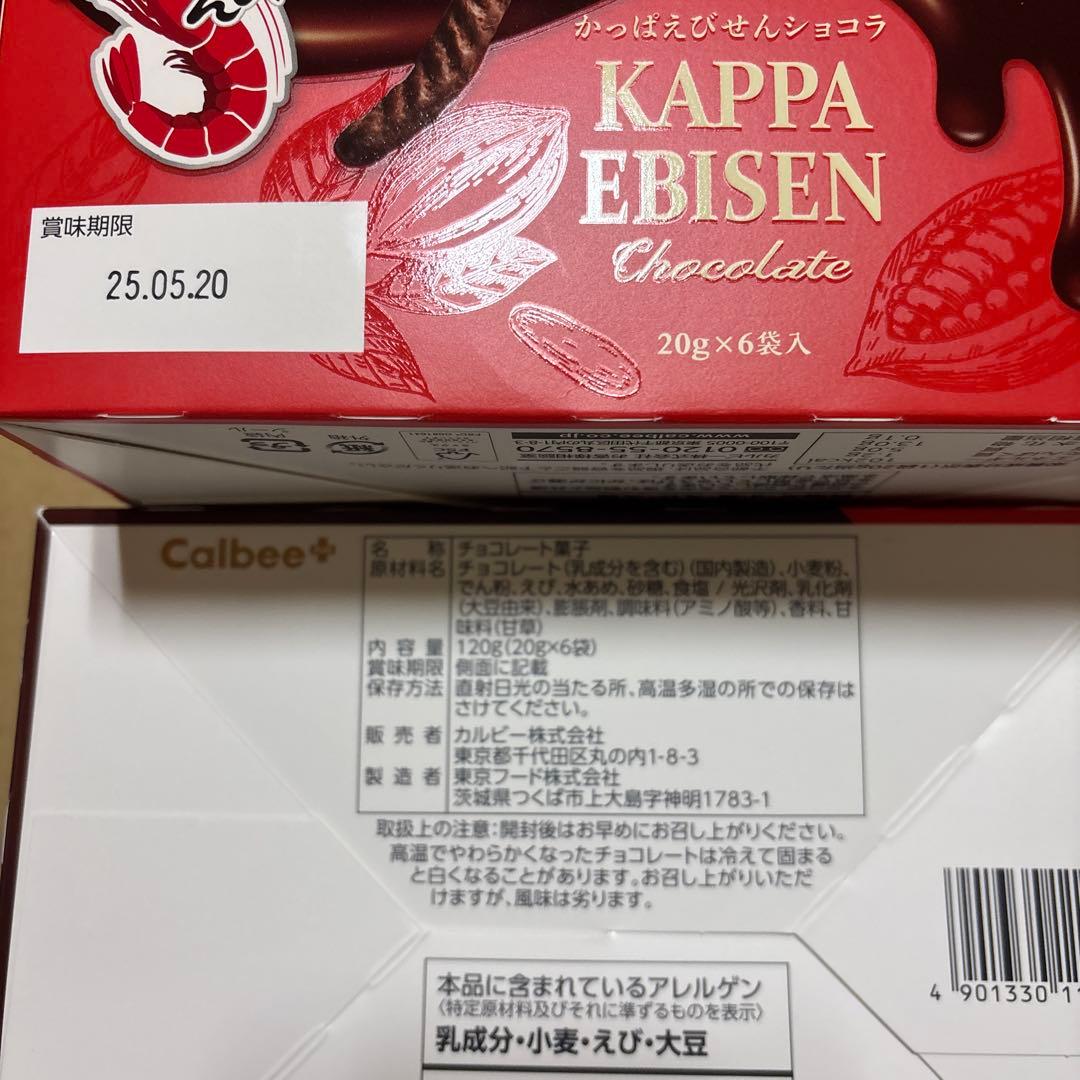 ん
かっぱえびせんショコラ
KAPPA
EBISEN
Chocolate
賞味期限
25.05.20
20g×6袋入
www.calbee.co.jp
0120-55-8570
Calbee+
名称 チョコレート菓子
原材料名 チョコレート(乳成分を含む)(国内製造)、小麦粉、
でん粉、えび、水あめ、砂糖、食塩/光沢剤、乳化剤
(大豆由来)、膨脹剤、調味料(アミノ酸等)、香料、甘
味料(甘草)
内容量 120g(20g×6袋)
賞味期限 側面に記載
保存方法 直射日光の当たる所、高温多湿の所での保存は
さけてください。
販売者 カルビー株式会社
東京都千代田区丸の内1-8-3
製造者 東京フード株式会社
茨城県つくば市上大島字神明1783-1
取扱上の注意:開封後はお早めにお召し上がりください。
高温でやわらかくなったチョコレートは冷えて固まる
と白くなることがあります。お召し上がりいただ
けますが、風味は劣ります。
本品に含まれているアレルゲン
〈特定原材料及びそれに準ずるものを表示〉
乳成分・小麦・えび・大豆
4 901330 11